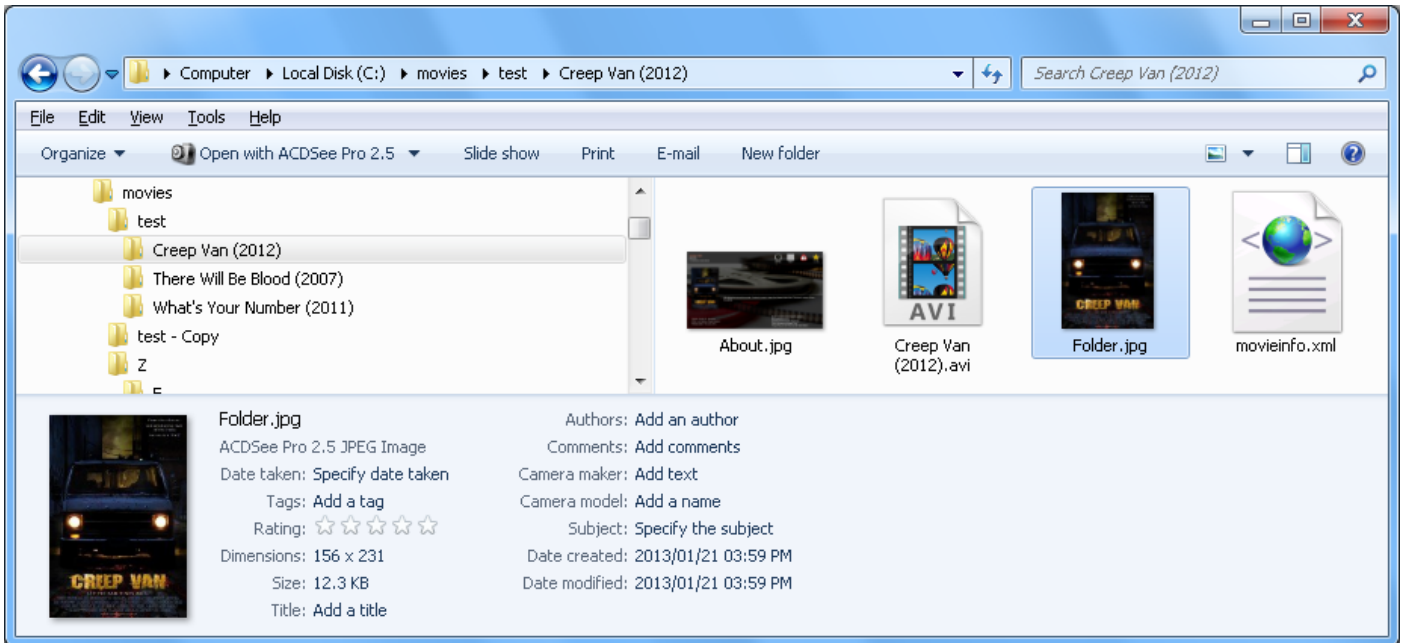 Computer Local Disk (C:) movies test Creep Van (2012)
Search Creep Van (2012)
File Edit View Tools Help
Organize Open with ACDSee Pro 2.5 Slide show Print E-mail New folder
movies
test
Creep Van (2012)
There Will Be Blood (2007)
What's Your Number (2011)
test - Copy
Z
About.jpg
AVI
Creep Van
(2012).avi
CREEP VAN
Folder.jpg
movieinfo.xml
CREEP VAN
Folder.jpg
ACDSee Pro 2.5 JPEG Image
Date taken: Specify date taken
Tags: Add a tag
Rating:
Dimensions: 156 x 231
Size: 12.3 KB
Title: Add a title
Authors: Add an author
Comments: Add comments
Camera maker: Add text
Camera model: Add a name
Subject: Specify the subject
Date created: 2013/01/21 03:59 PM
Date modified: 2013/01/21 03:59 PM